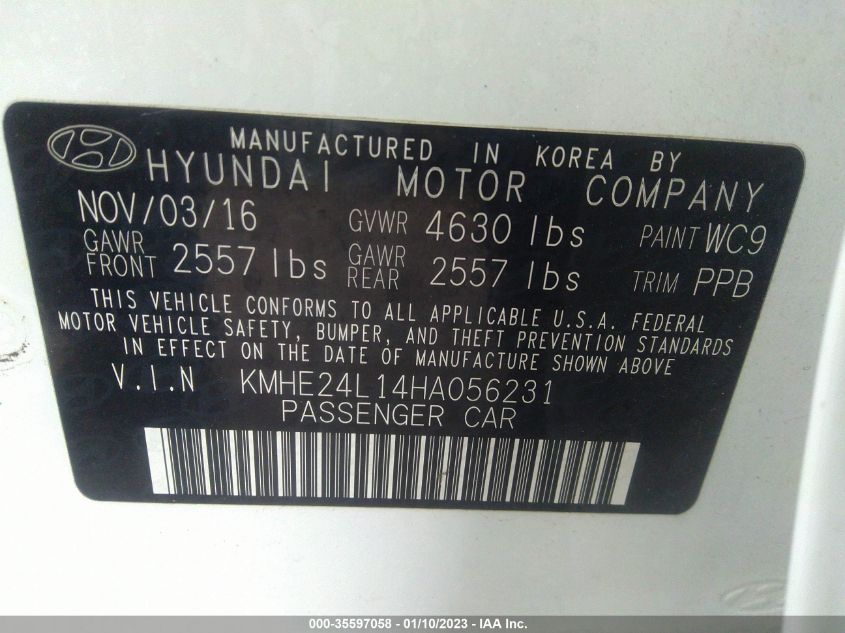 MANUFACTURED IN KOREA BY
HYUNDAI MOTOR COMPANY
NOV/03/16 GVWR 4630 lbs PAINT WC9
GAWR FRONT 2557 lbs GAWR REAR 2557 lbs TRIM PPB
THIS VEHICLE CONFORMS TO ALL APPLICABLE U.S.A. FEDERAL
MOTOR VEHICLE SAFETY, BUMPER, AND THEFT PREVENTION STANDARDS
IN EFFECT ON THE DATE OF MANUFACTURE SHOWN ABOVE
V.I.N KMHE24L14HA056231
PASSENGER CAR
000-35597058 - 01/10/2023 - IAA Inc.